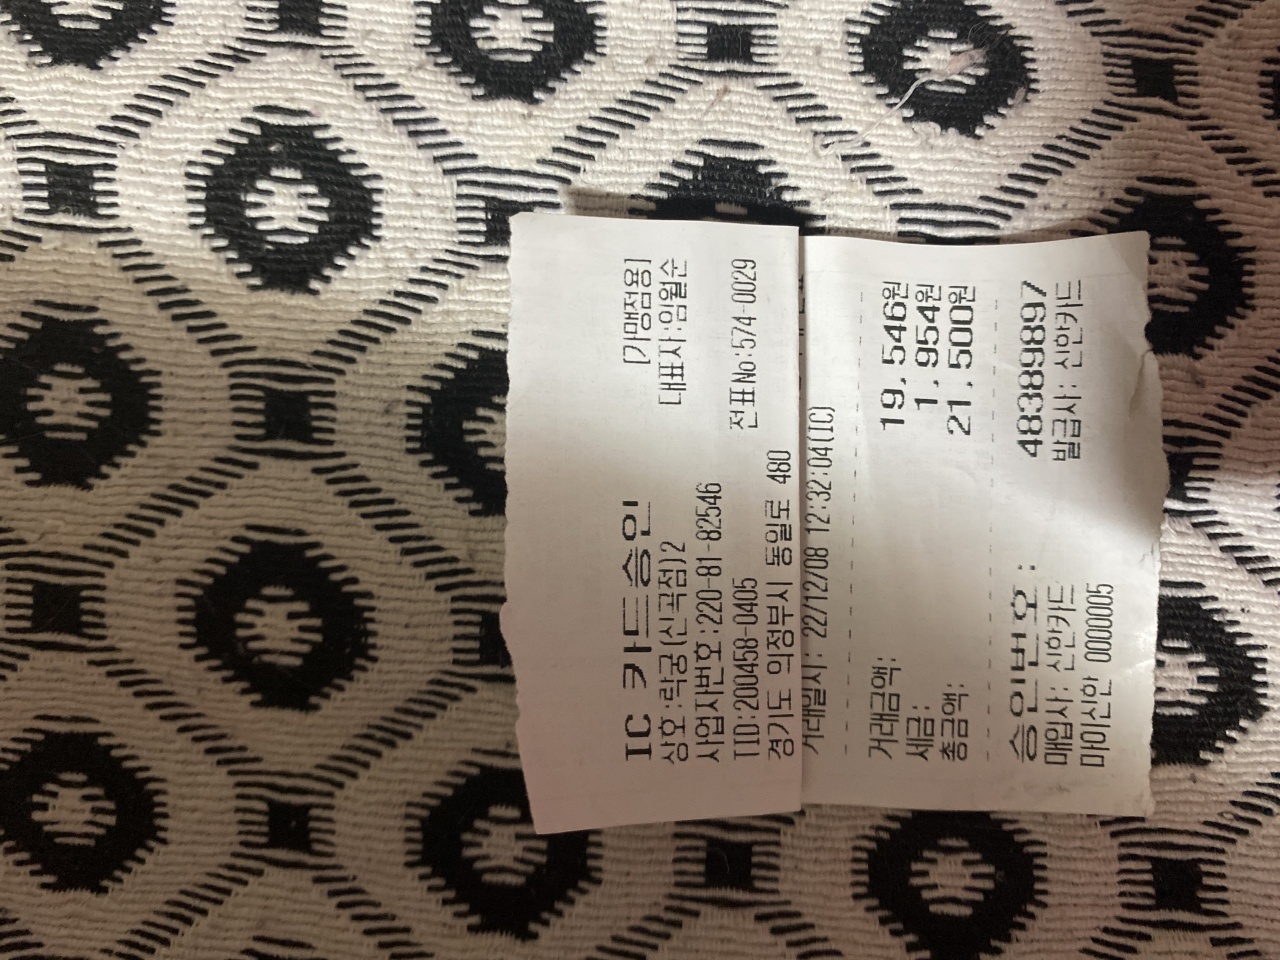 IC 카드승인
[가맹점용]
상호:락궁(신곡점)2 대표자:임월순
사업자번호:220-81-82546
TID:200458-0405 전표No:574-0029
경기도 의정부시 동일로 480
거래일시: 22/12/08 12:32:04(IC)
거래금액: 19,546원
세금: 1,954원
총금액: 21,500원
승인번호: 48389897
매입사: 신한카드 발급사: 신한카드
마이신한 0000005